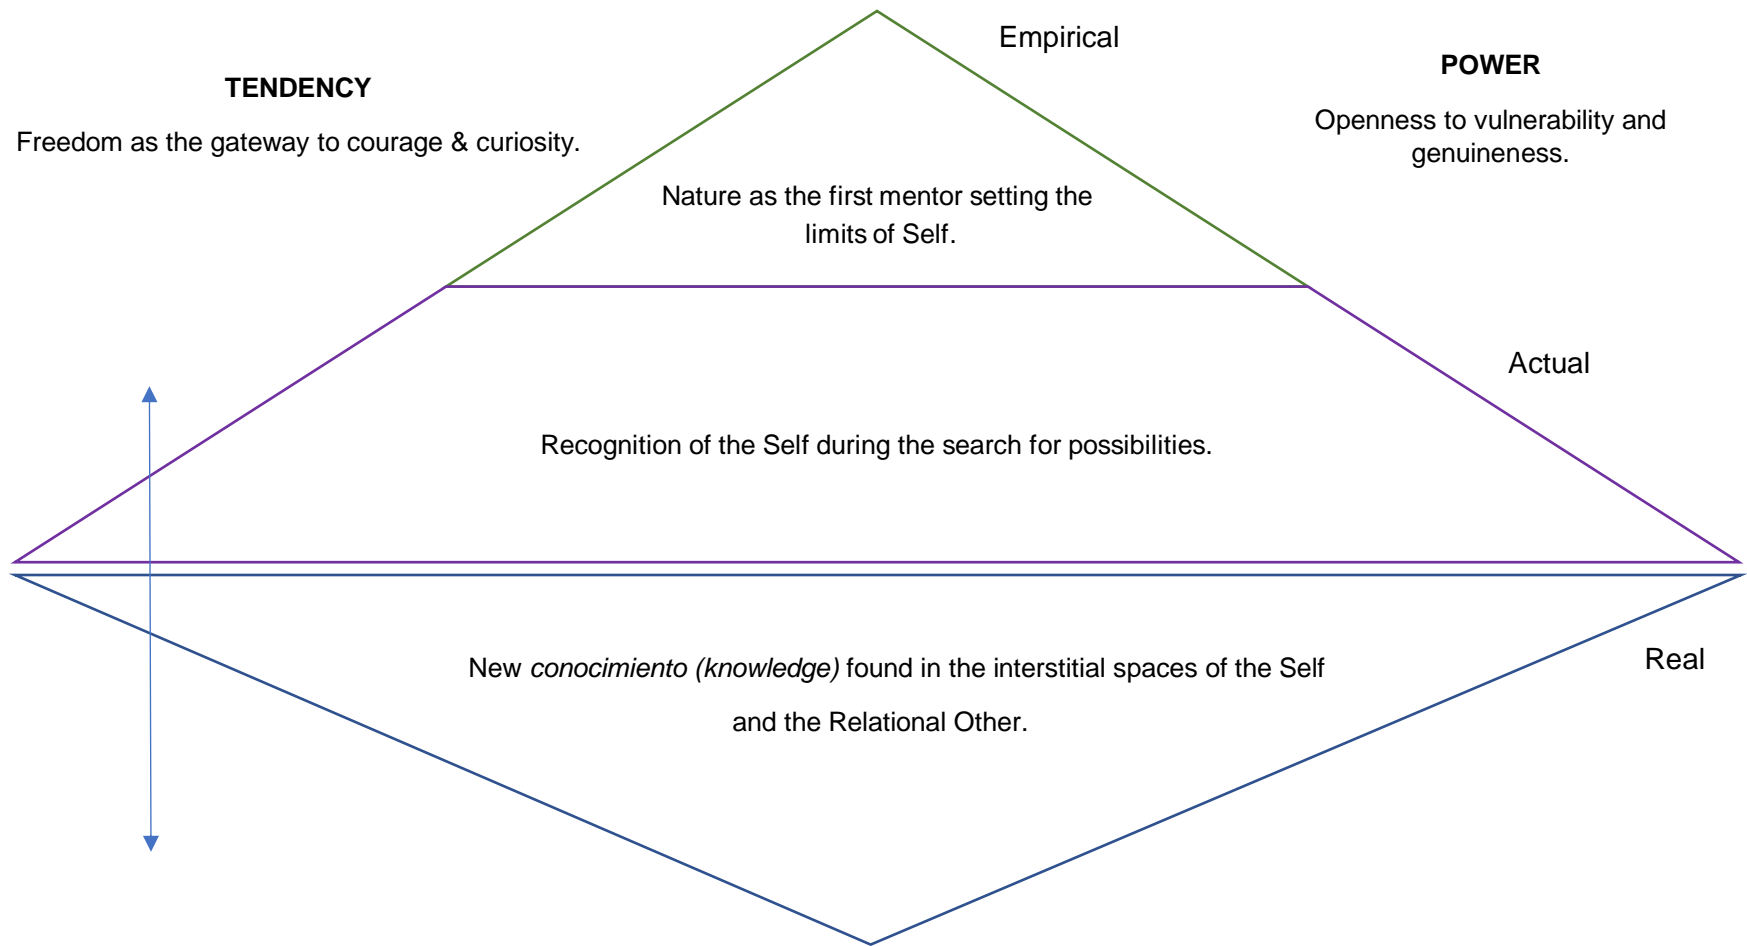 Empirical
TENDENCY
Freedom as the gateway to courage & curiosity.
POWER
Openness to vulnerability and
genuineness.
Nature as the first mentor setting the
limits of Self.
Actual
Recognition of the Self during the search for possibilities.
Real
New conocimiento (knowledge) found in the interstitial spaces of the Self
and the Relational Other.